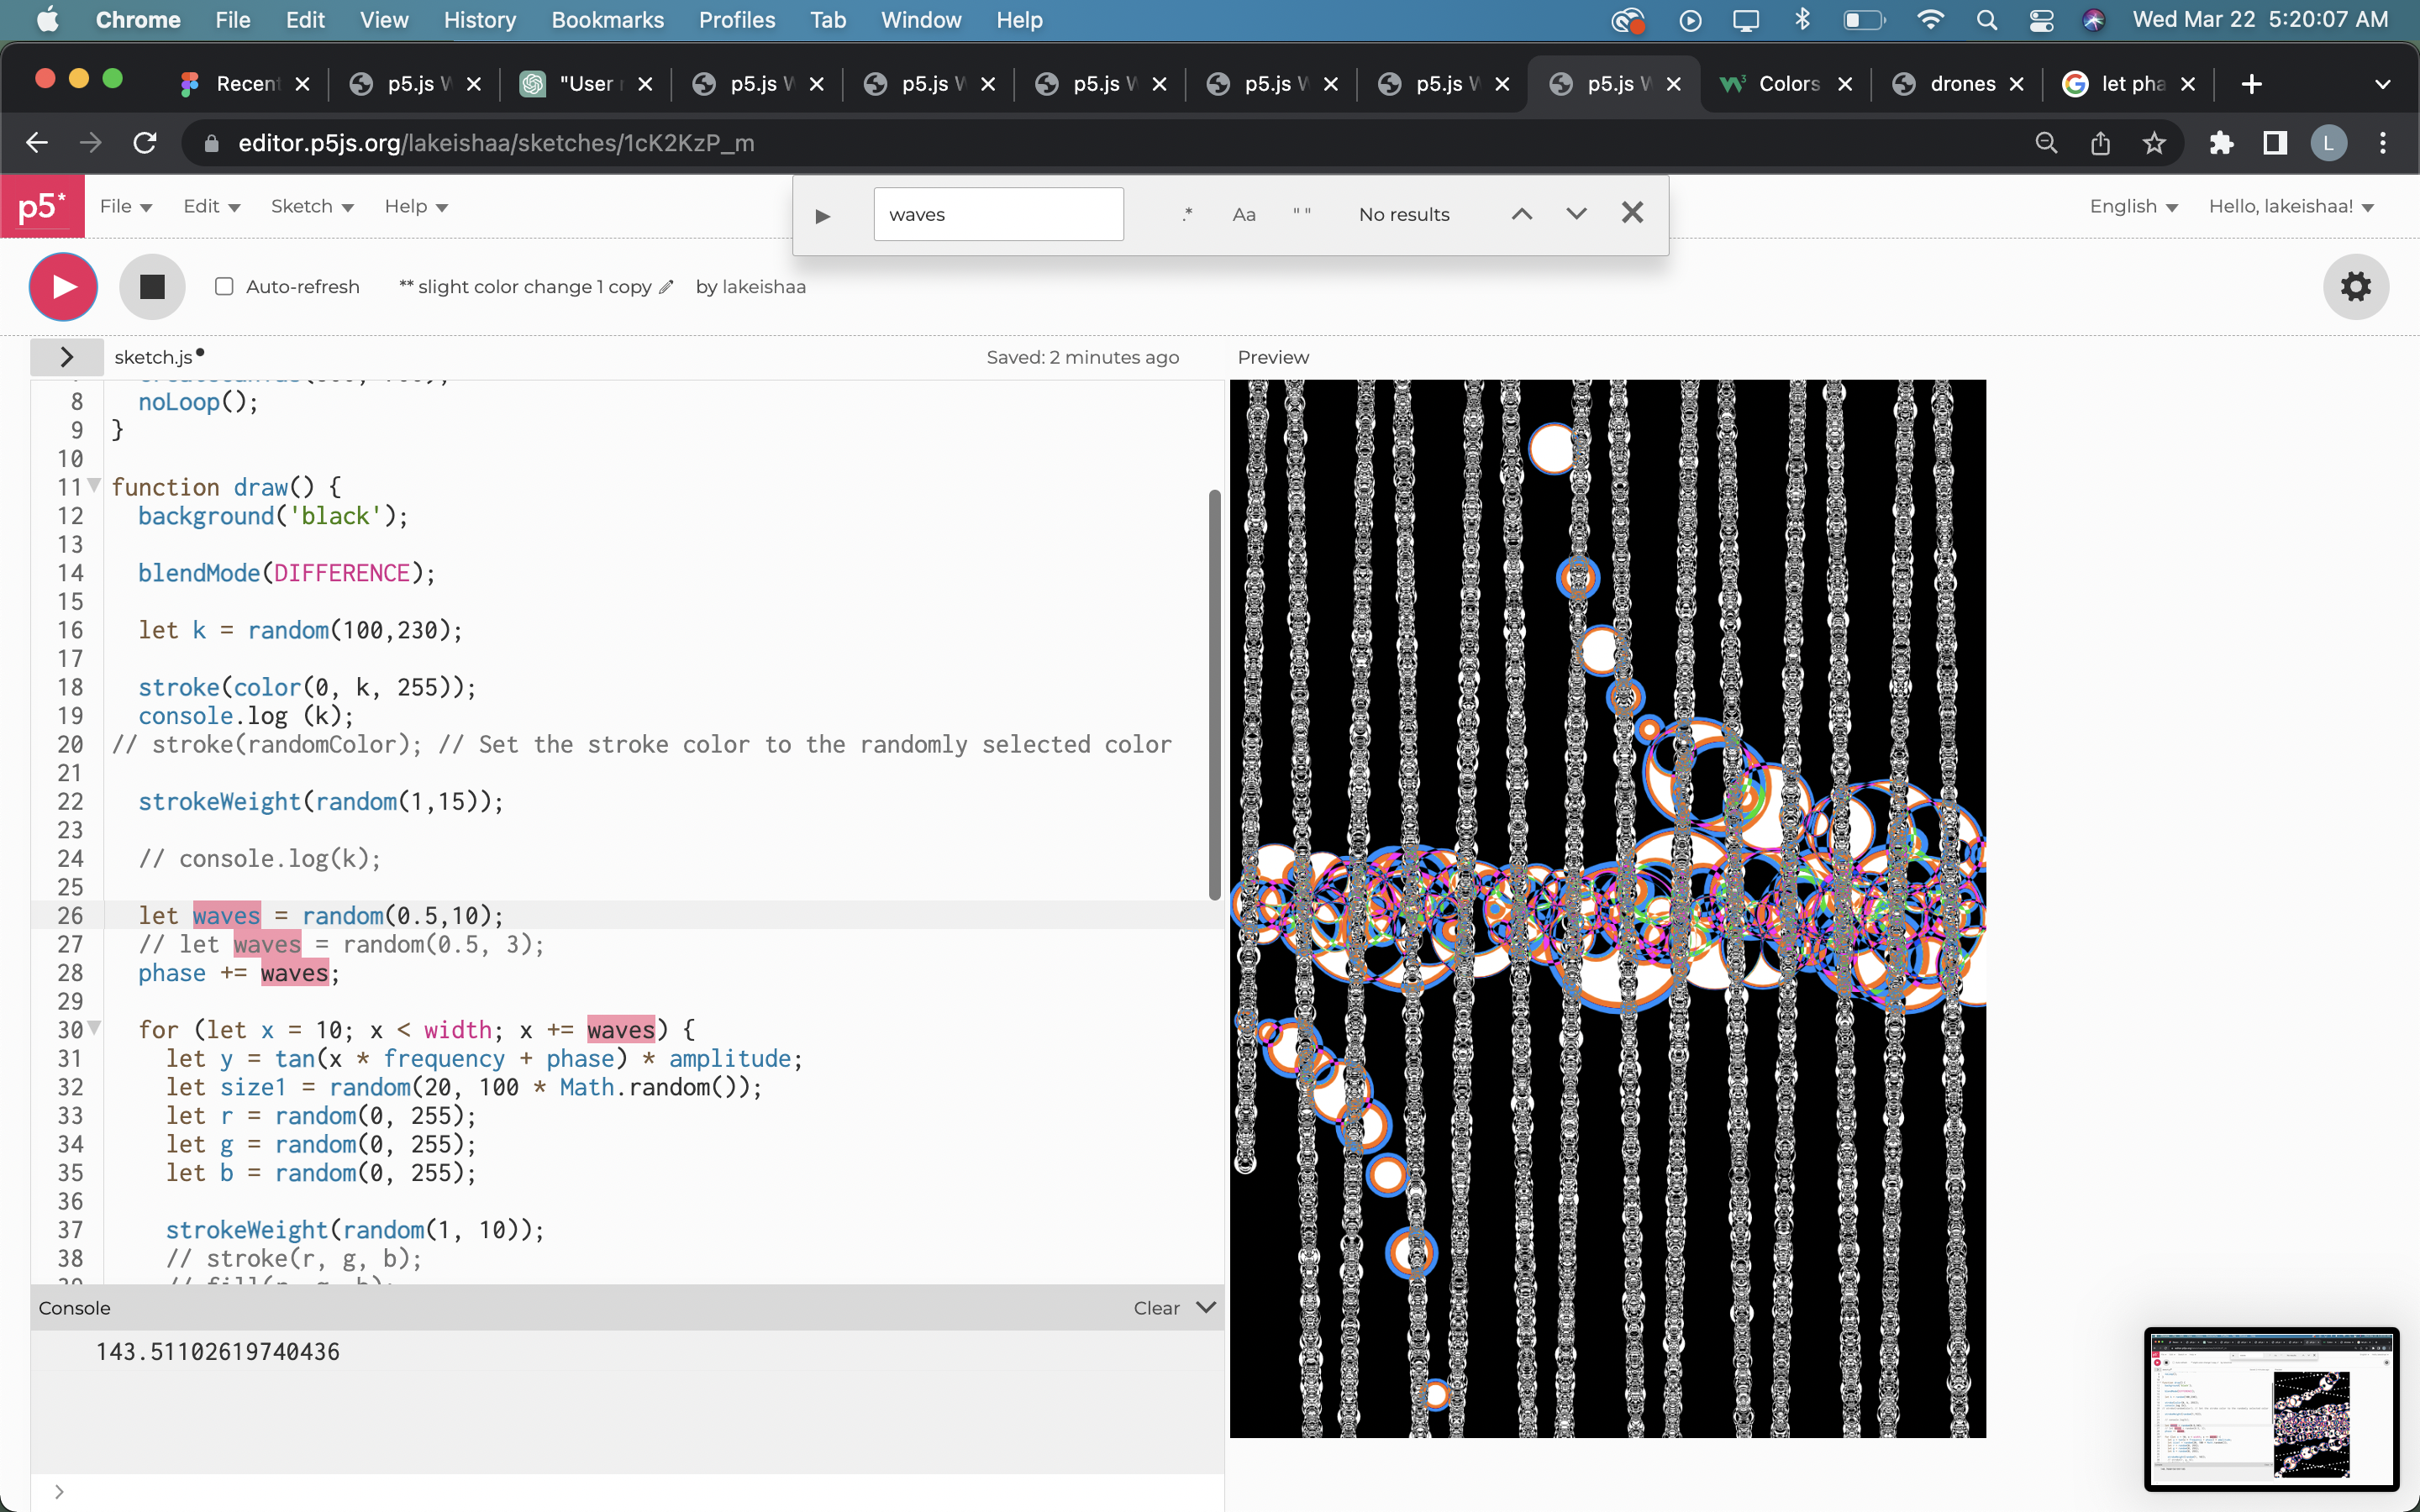 Chrome File Edit View History Bookmarks Profiles Tab Window Help Wed Mar 22 5:20:07 AM
Recent p5.js W "User r p5.js W p5.js W p5.js W p5.js W p5.js W p5.js W Colors drones let pha
editor.p5js.org/lakeishaa/sketches/1cK2KzP_m L
p5* File Edit Sketch Help English Hello, lakeishaa!
waves .* Aa " " No results
Auto-refresh ** slight color change 1 copy by lakeishaa
sketch.js Saved: 2 minutes ago Preview
8 noLoop();
9 }
10
11 function draw() {
12 background('black');
13
14 blendMode(DIFFERENCE);
15
16 let k = random(100,230);
17
18 stroke(color(0, k, 255));
19 console.log (k);
20 // stroke(randomColor); // Set the stroke color to the randomly selected color
21
22 strokeWeight(random(1,15));
23
24 // console.log(k);
25
26 let waves = random(0.5,10);
27 // let waves = random(0.5, 3);
28 phase += waves;
29
30 for (let x = 10; x < width; x += waves) {
31 let y = tan(x * frequency + phase) * amplitude;
32 let size1 = random(20, 100 * Math.random());
33 let r = random(0, 255);
34 let g = random(0, 255);
35 let b = random(0, 255);
36
37 strokeWeight(random(1, 10));
38 // stroke(r, g, b);
Console Clear
143.51102619740436
>